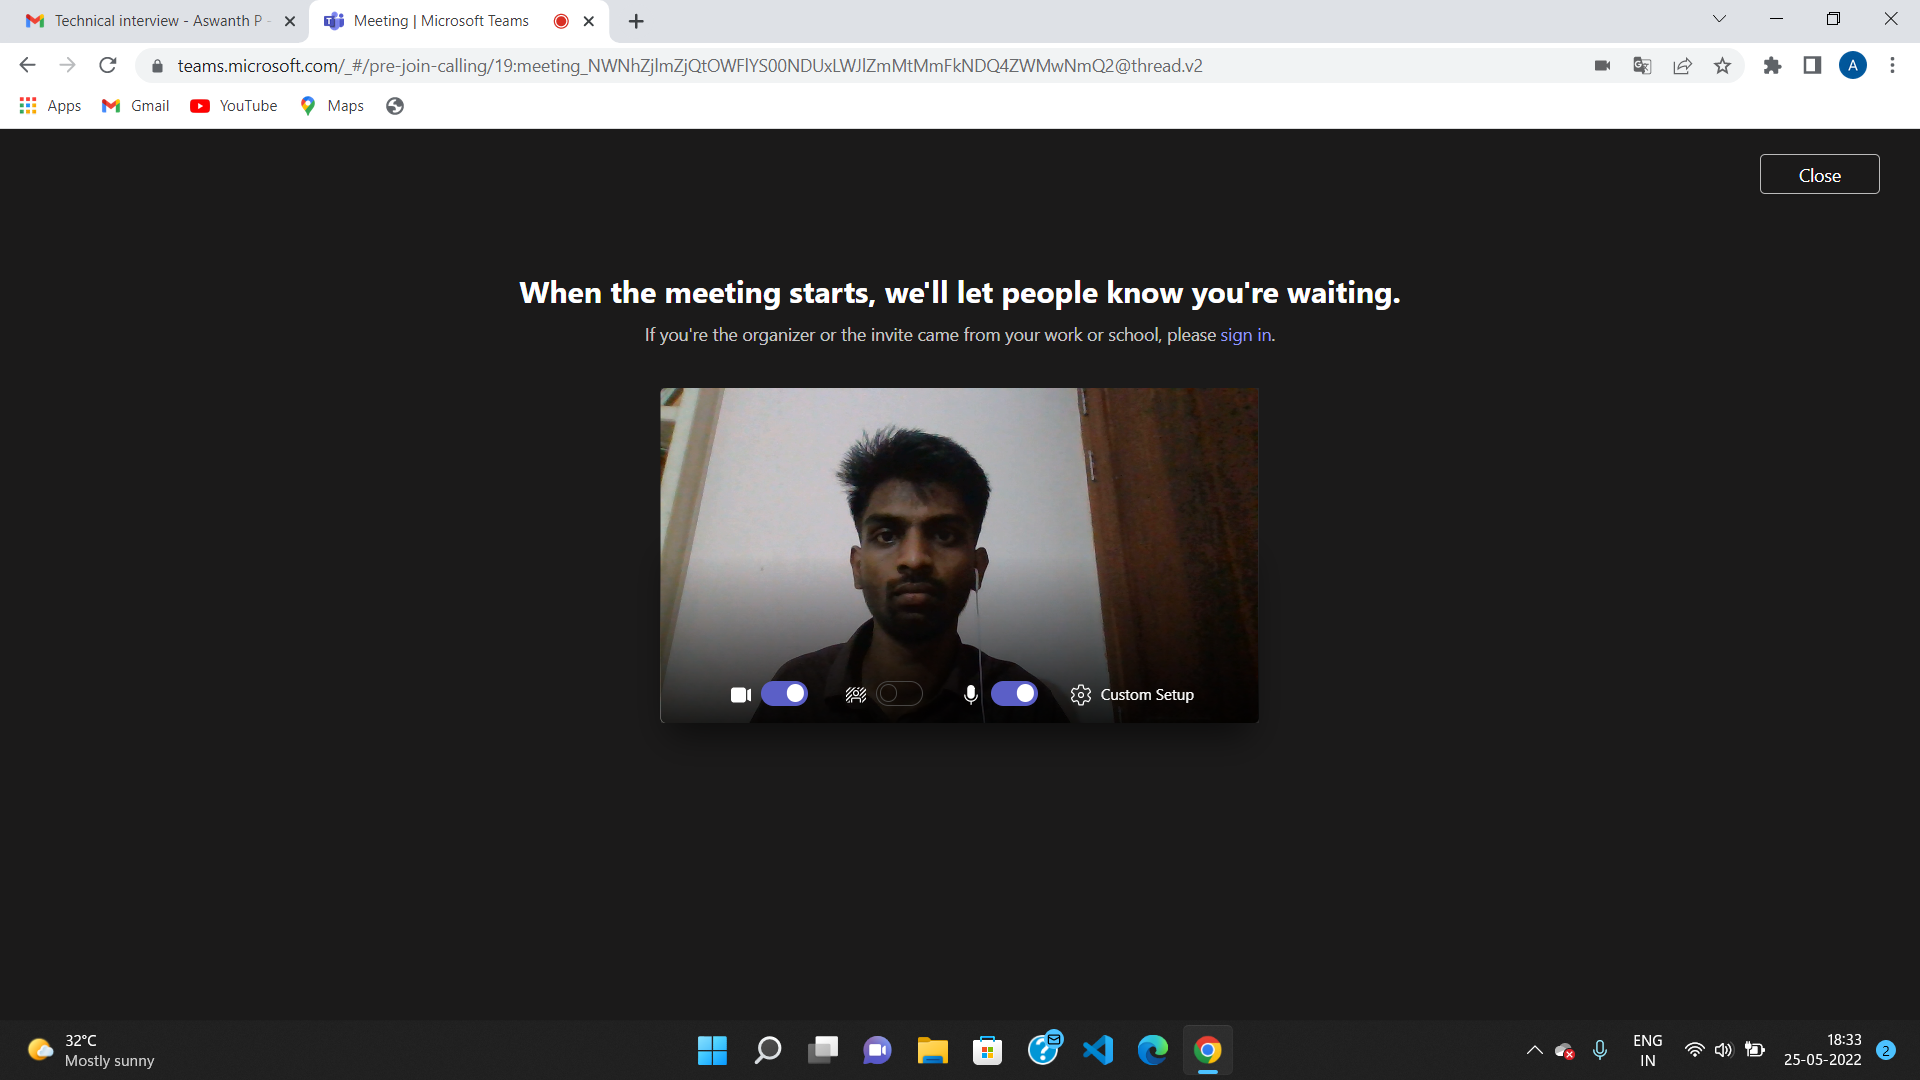 Technical interview - Aswanth P -
Meeting | Microsoft Teams
teams.microsoft.com/_#/pre-join-calling/19:meeting_NWNhZjlmZjQtOWFlYS00NDUxLWJlZmMtMmFkNDQ4ZWMwNmQ2@thread.v2
A
Apps
Gmail
YouTube
Maps
Close
When the meeting starts, we'll let people know you're waiting.
If you're the organizer or the invite came from your work or school, please sign in.
Custom Setup
32°C
Mostly sunny
ENG
IN
18:33
25-05-2022
2